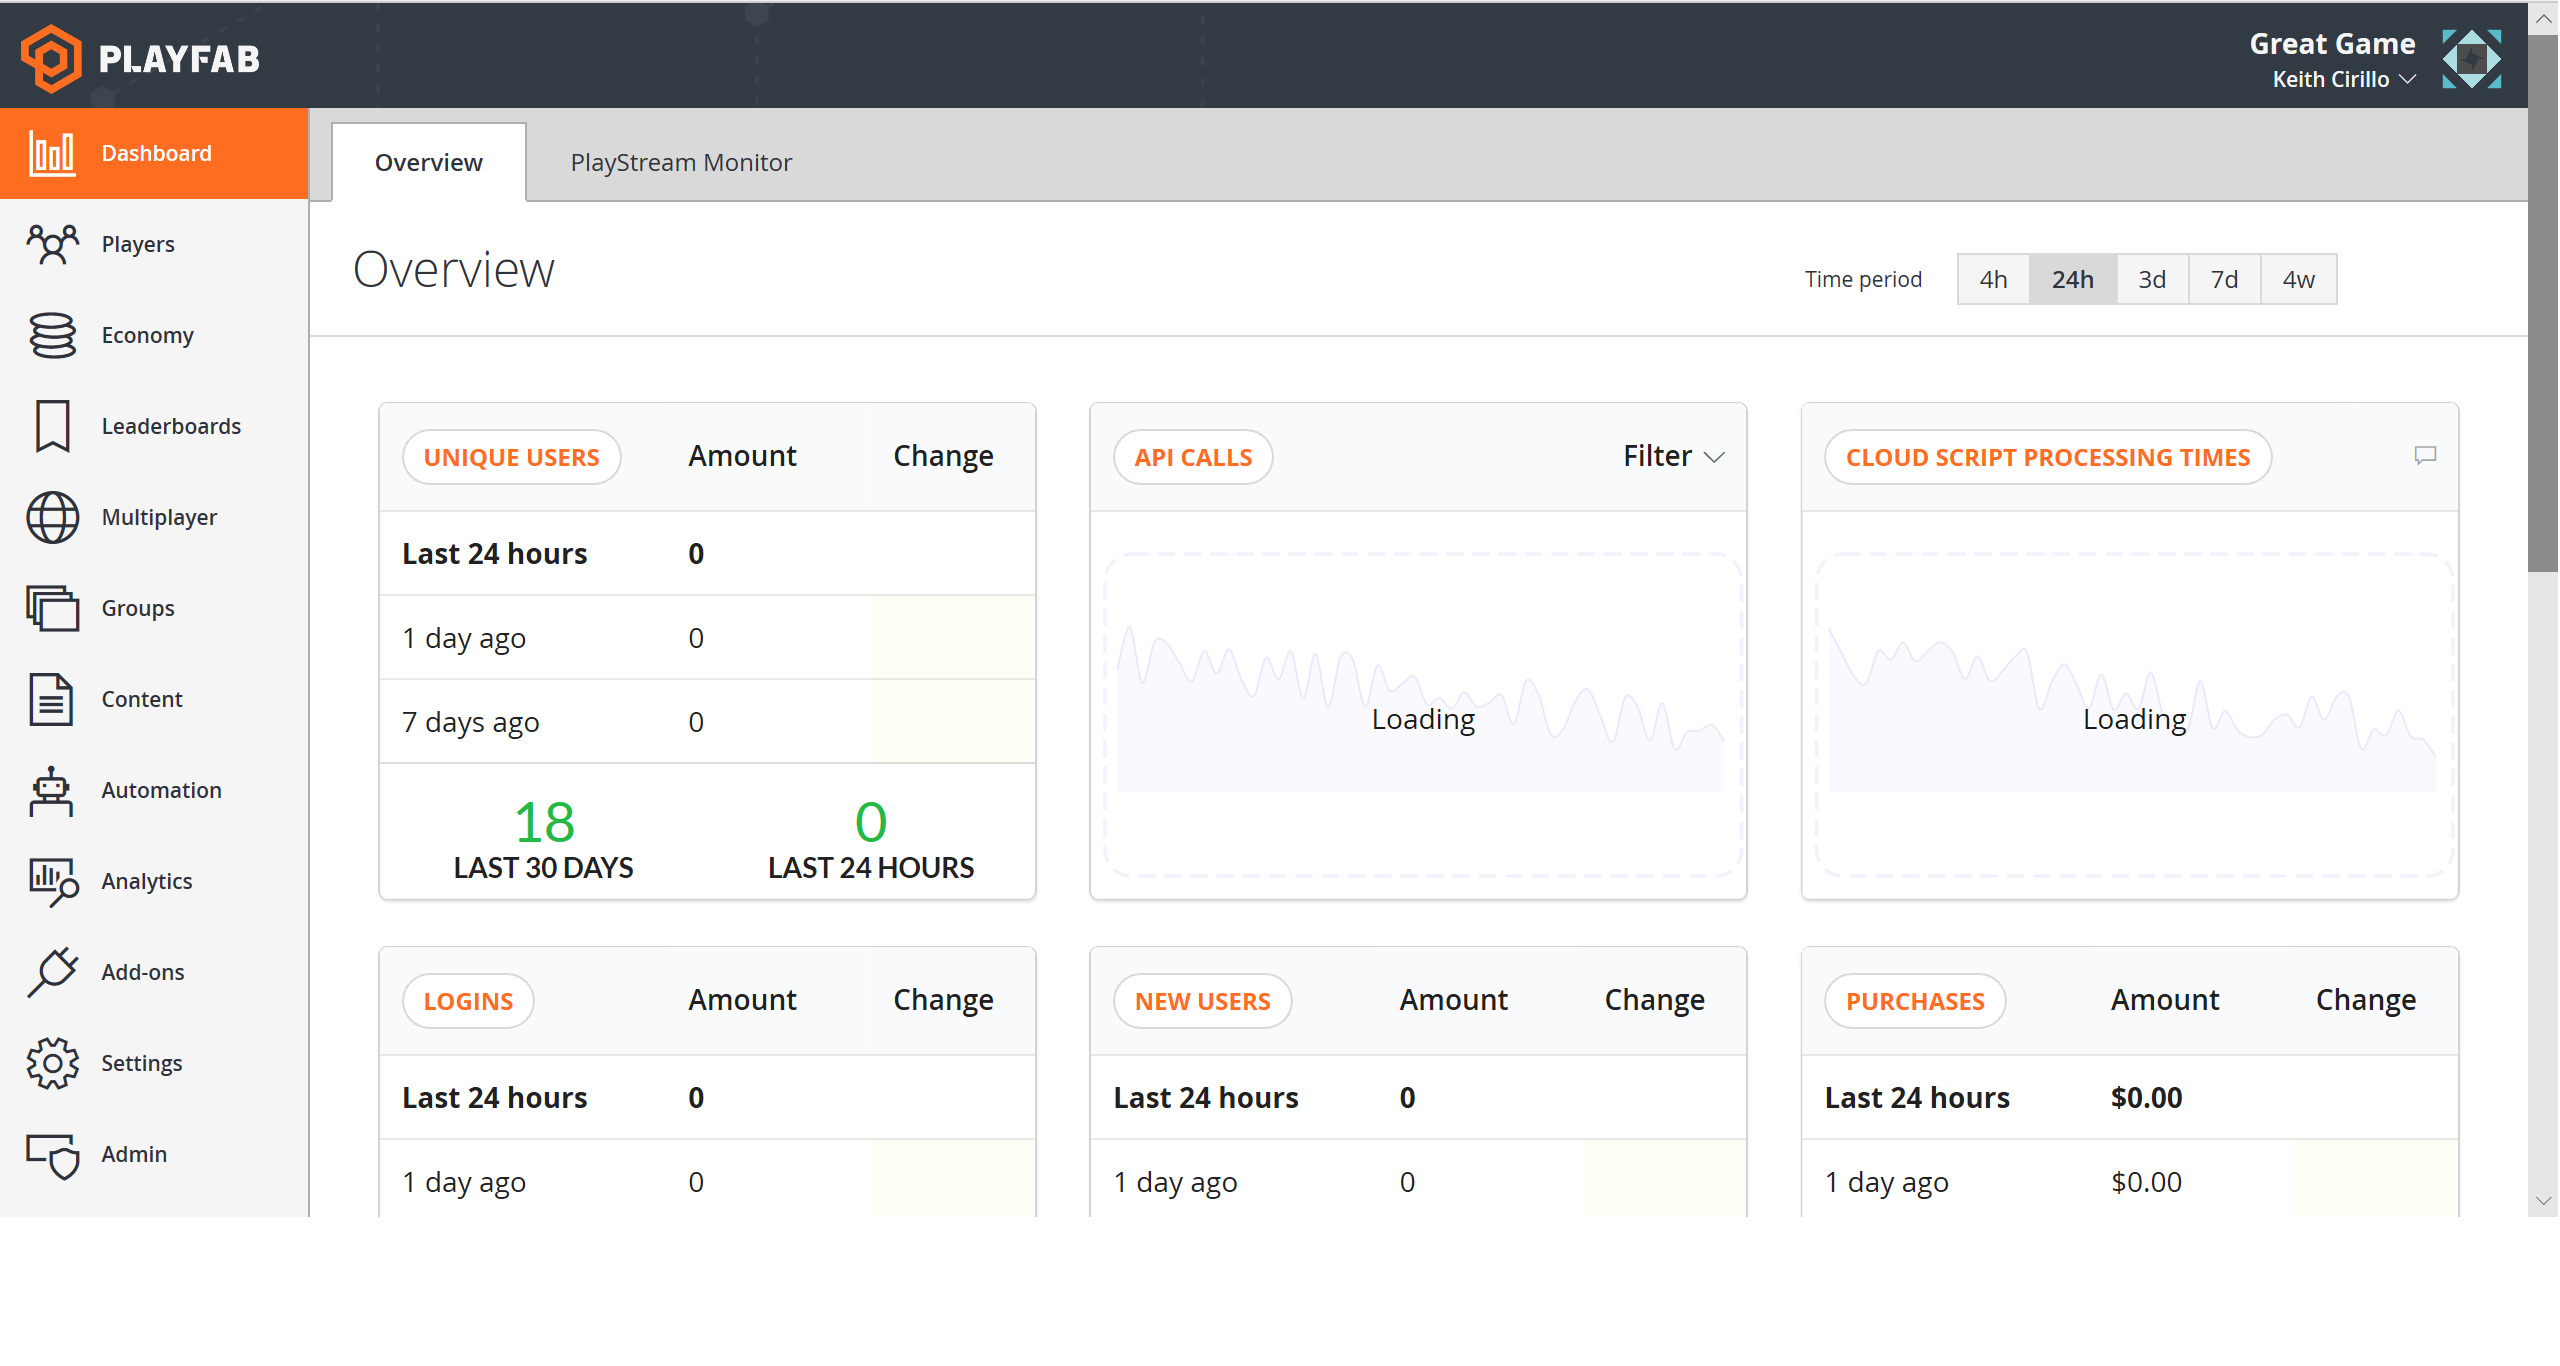 PLAYFAB
Great Game
Keith Cirillo
Dashboard
Players
Economy
Leaderboards
Multiplayer
Groups
Content
Automation
Analytics
Add-ons
Settings
Admin
Overview PlayStream Monitor
Overview
Time period 4h 24h 3d 7d 4w
UNIQUE USERS Amount Change
Last 24 hours 0
1 day ago 0
7 days ago 0
18 0
LAST 30 DAYS LAST 24 HOURS
API CALLS Filter
Loading
CLOUD SCRIPT PROCESSING TIMES
Loading
LOGINS Amount Change
Last 24 hours 0
1 day ago 0
NEW USERS Amount Change
Last 24 hours 0
1 day ago 0
PURCHASES Amount Change
Last 24 hours $0.00
1 day ago $0.00